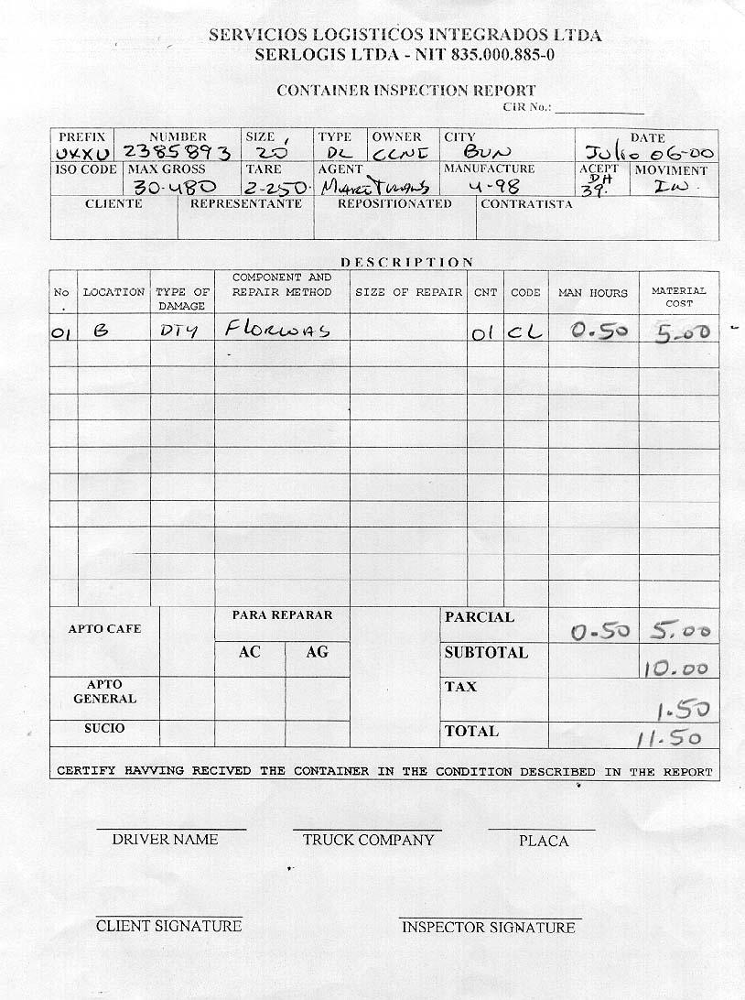 SERVICIOS LOGISTICOS INTEGRADOS LTDA
SERLOGIS LTDA - NIT 835.000.885-0
CONTAINER INSPECTION REPORT
CIR No.:
PREFIX NUMBER SIZE TYPE OWNER CITY DATE
UXXU 2385893 20 DC CCNI BUN Julio 06-00
ISO CODE MAX GROSS TARE AGENT MANUFACTURE ACEPT MOVIMENT
30-480 2-250. MariTrans 4-98 DH 39. IN.
CLIENTE REPRESENTANTE REPOSITIONATED CONTRATISTA
DESCRIPTION
No. LOCATION TYPE OF DAMAGE COMPONENT AND REPAIR METHOD SIZE OF REPAIR CNT CODE MAN HOURS MATERIAL COST
01 B DTY 01 CL 0.50 5.00
APTO CAFE PARA REPARAR PARCIAL 0.50 5.00
AC AG SUBTOTAL 10.00
APTO GENERAL TAX 1.50
SUCIO TOTAL 11.50
CERTIFY HAVVING RECIVED THE CONTAINER IN THE CONDITION DESCRIBED IN THE REPORT
DRIVER NAME TRUCK COMPANY PLACA
CLIENT SIGNATURE INSPECTOR SIGNATURE